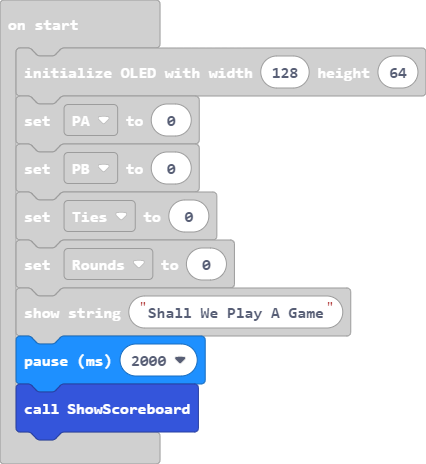 on start
initialize OLED with width 128 height 64
set PA to 0
set PB to 0
set Ties to 0
set Rounds to 0
show string "Shall We Play A Game"
pause (ms) 2000
call ShowScoreboard